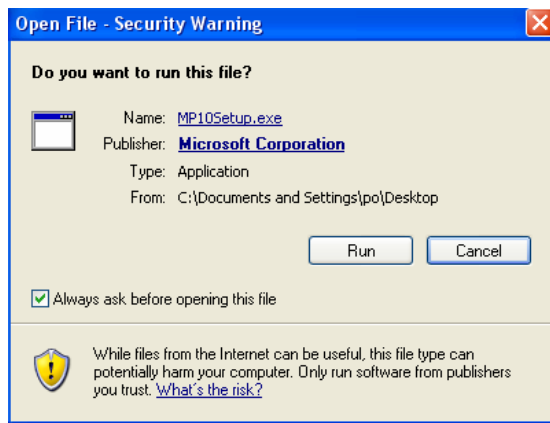 Open File - Security Warning
Do you want to run this file?
Name: MP10Setup.exe
Publisher: Microsoft Corporation
Type: Application
From: C:\Documents and Settings\po\Desktop
Run Cancel
Always ask before opening this file
While files from the Internet can be useful, this file type can
potentially harm your computer. Only run software from publishers
you trust. What's the risk?